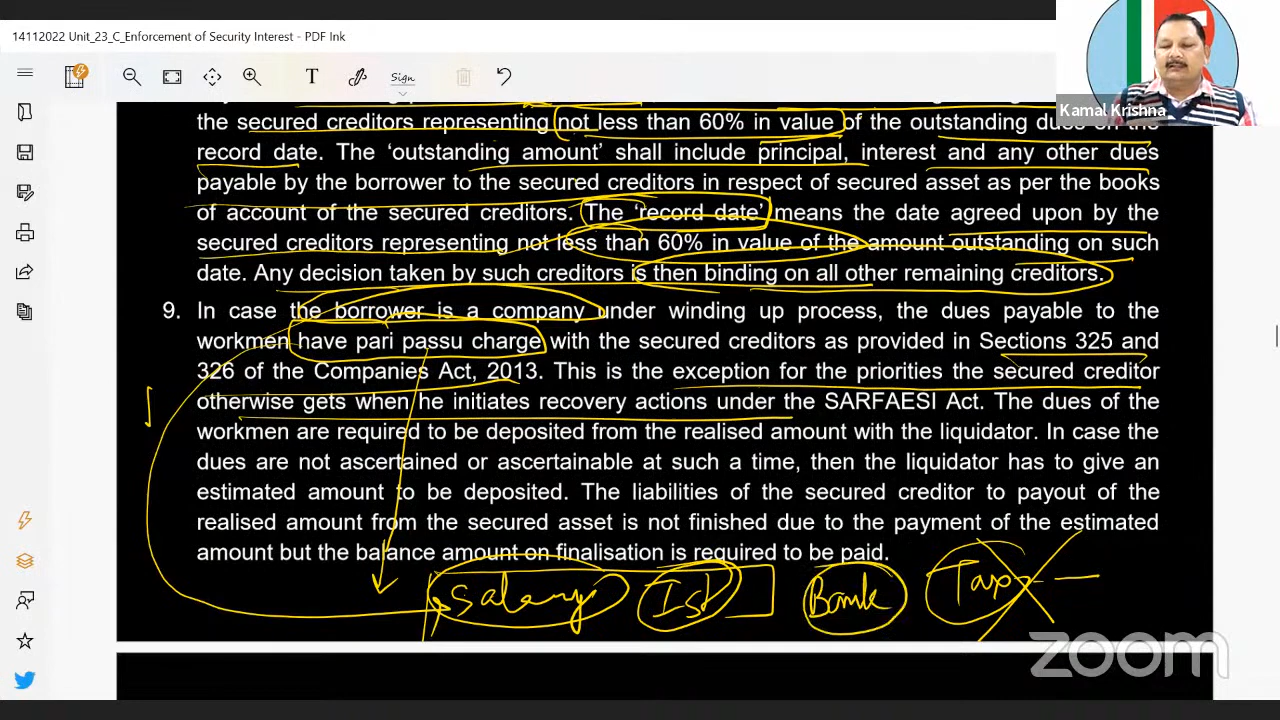 14112022 Unit_23_C_Enforcement of Security Interest - PDF Ink
T
Sign
Kamal Krishna
the secured creditors representing not less than 60% in value of the outstanding dues on the
record date. The ‘outstanding amount’ shall include principal, interest and any other dues
payable by the borrower to the secured creditors in respect of secured asset as per the books
of account of the secured creditors. The ‘record date’ means the date agreed upon by the
secured creditors representing not less than 60% in value of the amount outstanding on such
date. Any decision taken by such creditors is then binding on all other remaining creditors.
9. In case the borrower is a company under winding up process, the dues payable to the
workmen have pari passu charge with the secured creditors as provided in Sections 325 and
326 of the Companies Act, 2013. This is the exception for the priorities the secured creditor
otherwise gets when he initiates recovery actions under the SARFAESI Act. The dues of the
workmen are required to be deposited from the realised amount with the liquidator. In case the
dues are not ascertained or ascertainable at such a time, then the liquidator has to give an
estimated amount to be deposited. The liabilities of the secured creditor to payout of the
realised amount from the secured asset is not finished due to the payment of the estimated
amount but the balance amount on finalisation is required to be paid.
Salary Ist Bank Tax
zoom